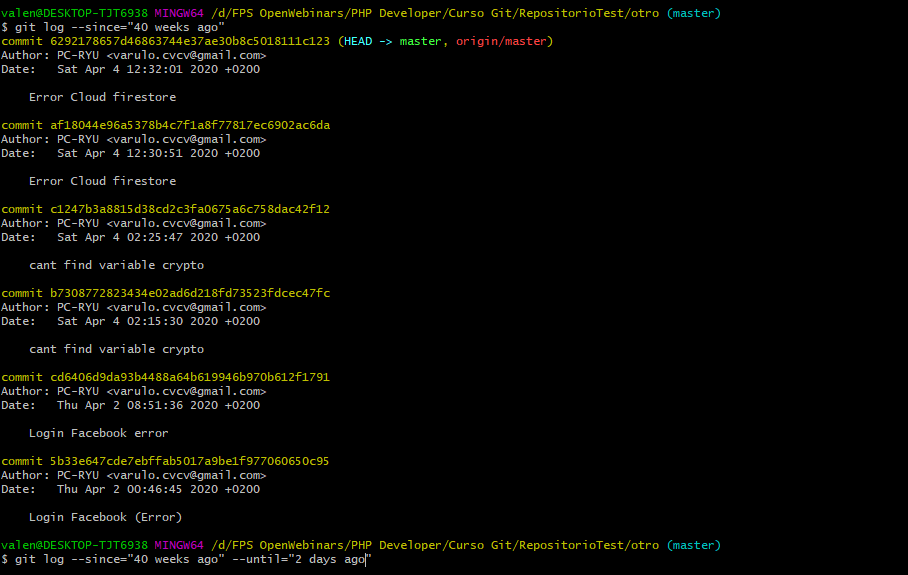 valen@DESKTOP-TJT6938 MINGW64 /d/FPS OpenWebinars/PHP Developer/Curso Git/RepositorioTest/otro (master)
$ git log --since="40 weeks ago"
commit 6292178657d46863744e37ae30b8c5018111c123 (HEAD -> master, origin/master)
Author: PC-RYU <varulo.cvcv@gmail.com>
Date:   Sat Apr 4 12:32:01 2020 +0200
    Error Cloud firestore
commit af18044e96a5378b4c7f1a8f77817ec6902ac6da
Author: PC-RYU <varulo.cvcv@gmail.com>
Date:   Sat Apr 4 12:30:51 2020 +0200
    Error Cloud firestore
commit c1247b3a8815d38cd2c3fa0675a6c758dac42f12
Author: PC-RYU <varulo.cvcv@gmail.com>
Date:   Sat Apr 4 02:25:47 2020 +0200
    cant find variable crypto
commit b7308772823434e02ad6d218fd73523fdcec47fc
Author: PC-RYU <varulo.cvcv@gmail.com>
Date:   Sat Apr 4 02:15:30 2020 +0200
    cant find variable crypto
commit cd6406d9da93b4488a64b619946b970b612f1791
Author: PC-RYU <varulo.cvcv@gmail.com>
Date:   Thu Apr 2 08:51:36 2020 +0200
    Login Facebook error
commit 5b33e647cde7ebffab5017a9be1f977060650c95
Author: PC-RYU <varulo.cvcv@gmail.com>
Date:   Thu Apr 2 00:46:45 2020 +0200
    Login Facebook (Error)
valen@DESKTOP-TJT6938 MINGW64 /d/FPS OpenWebinars/PHP Developer/Curso Git/RepositorioTest/otro (master)
$ git log --since="40 weeks ago" --until="2 days ago"